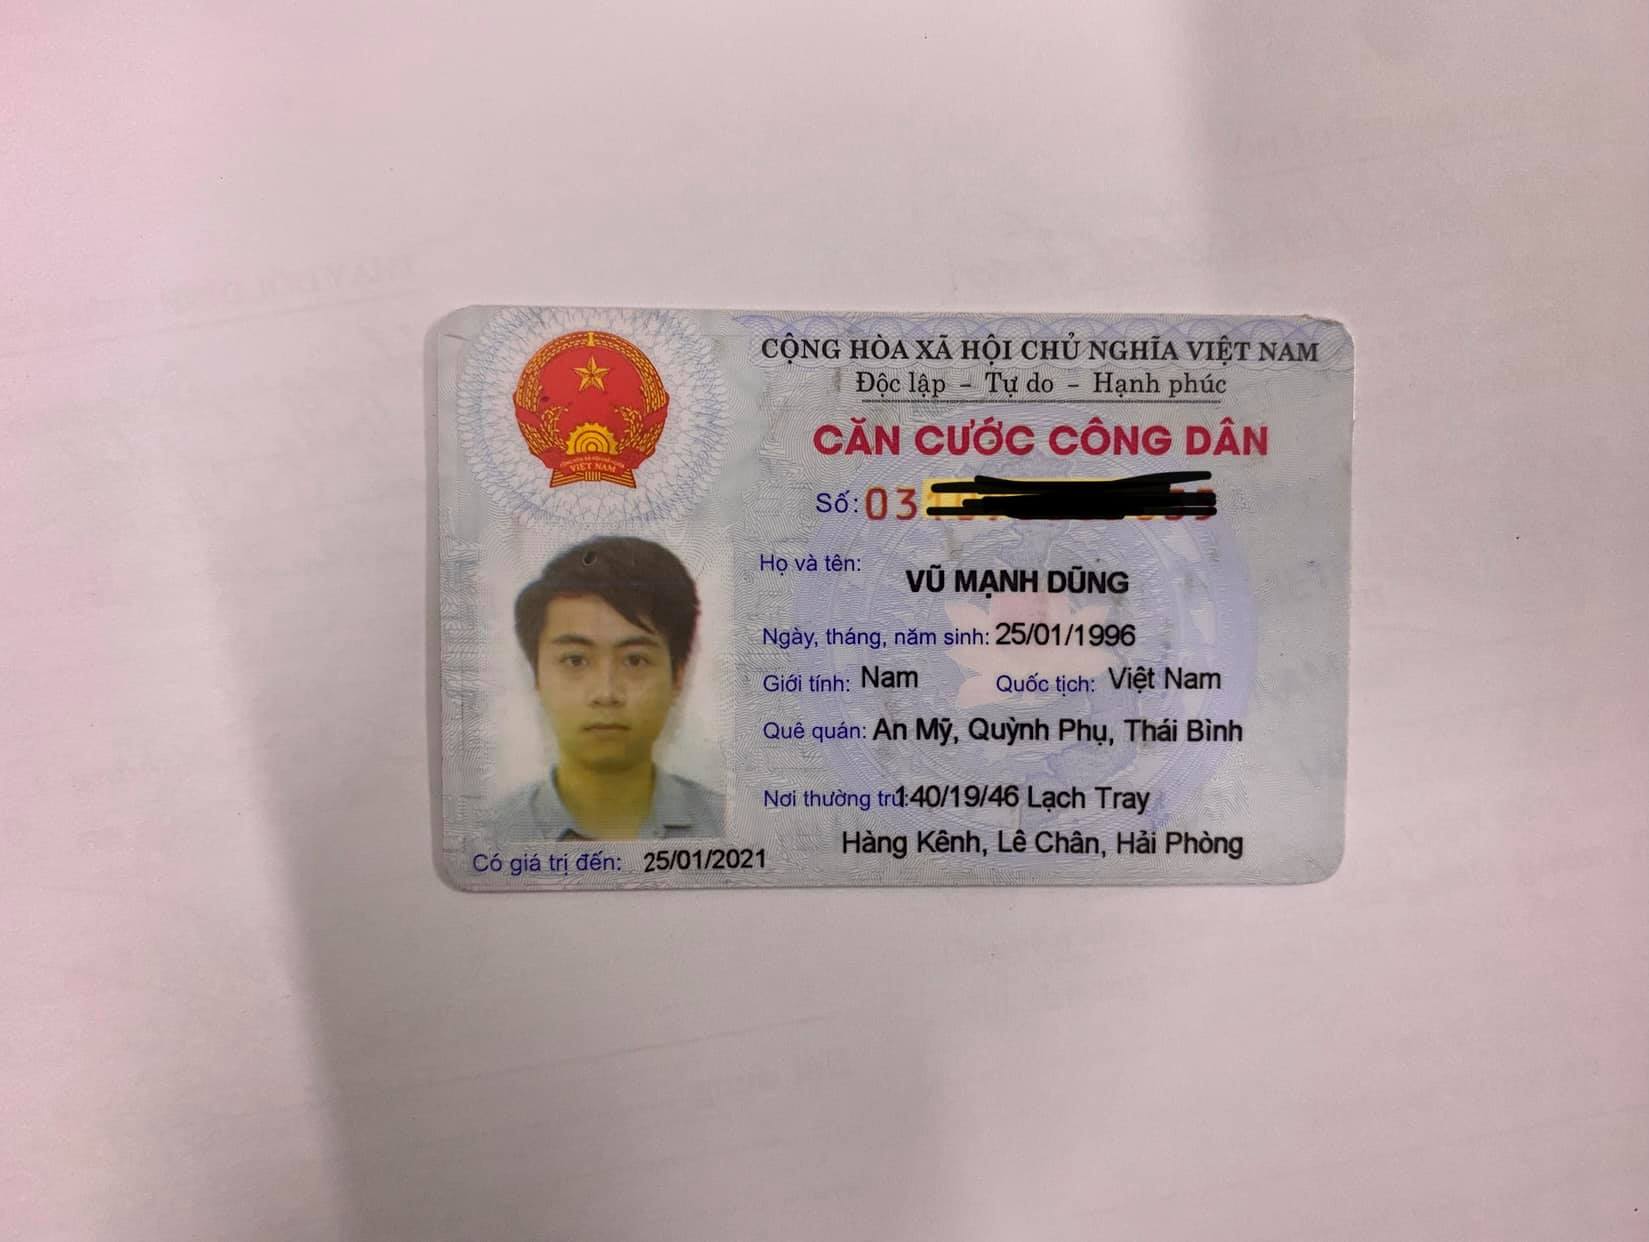 CỘNG HÒA XÃ HỘI CHỦ NGHĨA VIỆT NAM
Độc lập – Tự do – Hạnh phúc
CĂN CƯỚC CÔNG DÂN
Số: 03
Họ và tên:
VŨ MẠNH DŨNG
Ngày, tháng, năm sinh: 25/01/1996
Giới tính: Nam Quốc tịch: Việt Nam
Quê quán: An Mỹ, Quỳnh Phụ, Thái Bình
Nơi thường trú: 140/19/46 Lạch Tray
Hàng Kênh, Lê Chân, Hải Phòng
Có giá trị đến: 25/01/2021
VIỆT NAM